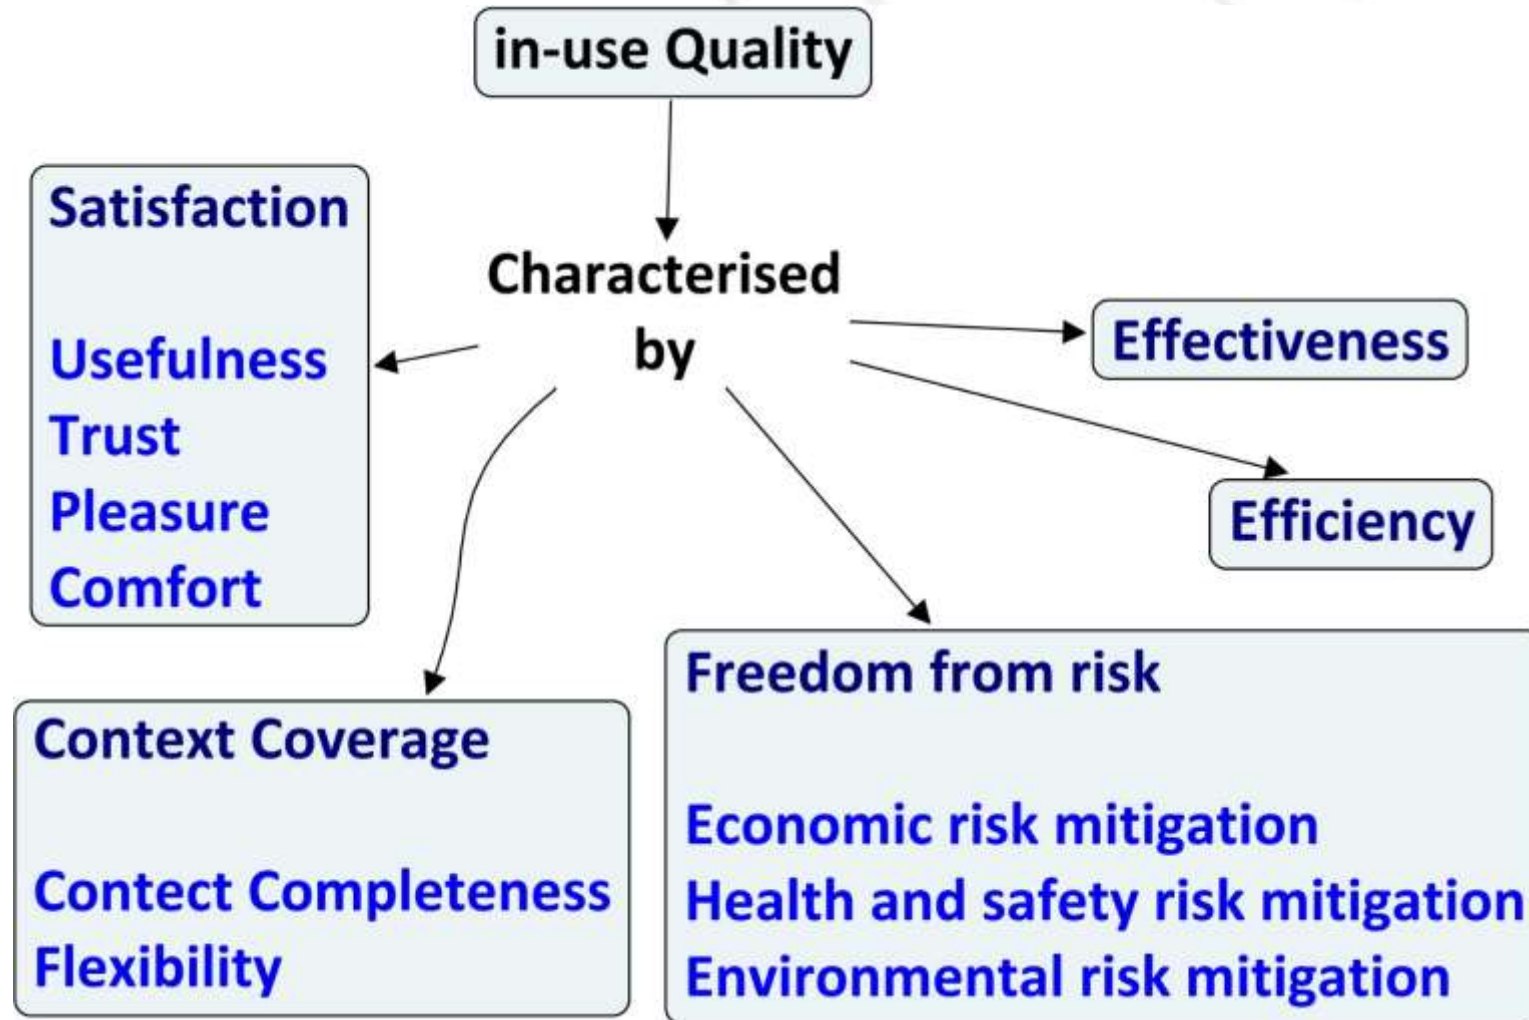 in-use Quality
Satisfaction
Usefulness
Trust
Pleasure
Comfort
Characterised
by
Effectiveness
Efficiency
Context Coverage
Contect Completeness
Flexibility
Freedom from risk
Economic risk mitigation
Health and safety risk mitigation
Environmental risk mitigation